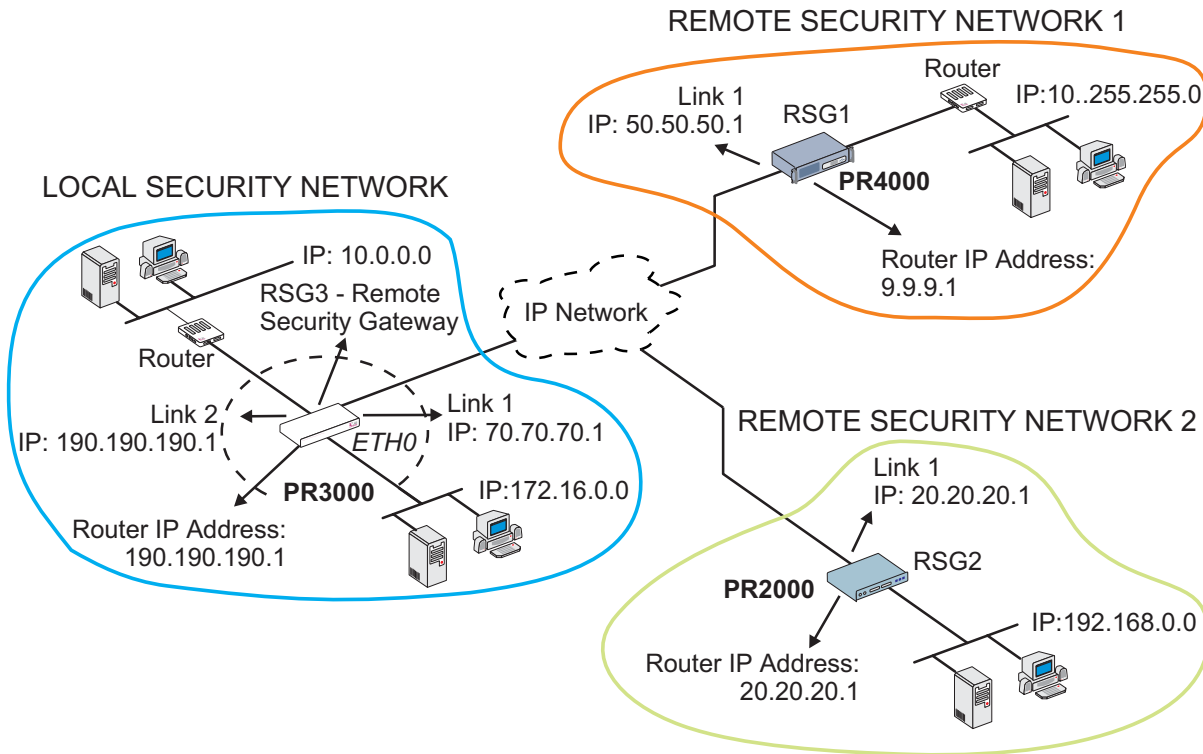 REMOTE SECURITY NETWORK 1
Router
Link 1
IP: 50.50.50.1
RSG1
IP:10..255.255.0
PR4000
Router IP Address:
9.9.9.1
LOCAL SECURITY NETWORK
IP: 10.0.0.0
RSG3 - Remote
Security Gateway
Router
IP Network
Link 2
IP: 190.190.190.1
Link 1
IP: 70.70.70.1
ETH0
PR3000
IP:172.16.0.0
Router IP Address:
190.190.190.1
REMOTE SECURITY NETWORK 2
Link 1
IP: 20.20.20.1
RSG2
PR2000
IP:192.168.0.0
Router IP Address:
20.20.20.1